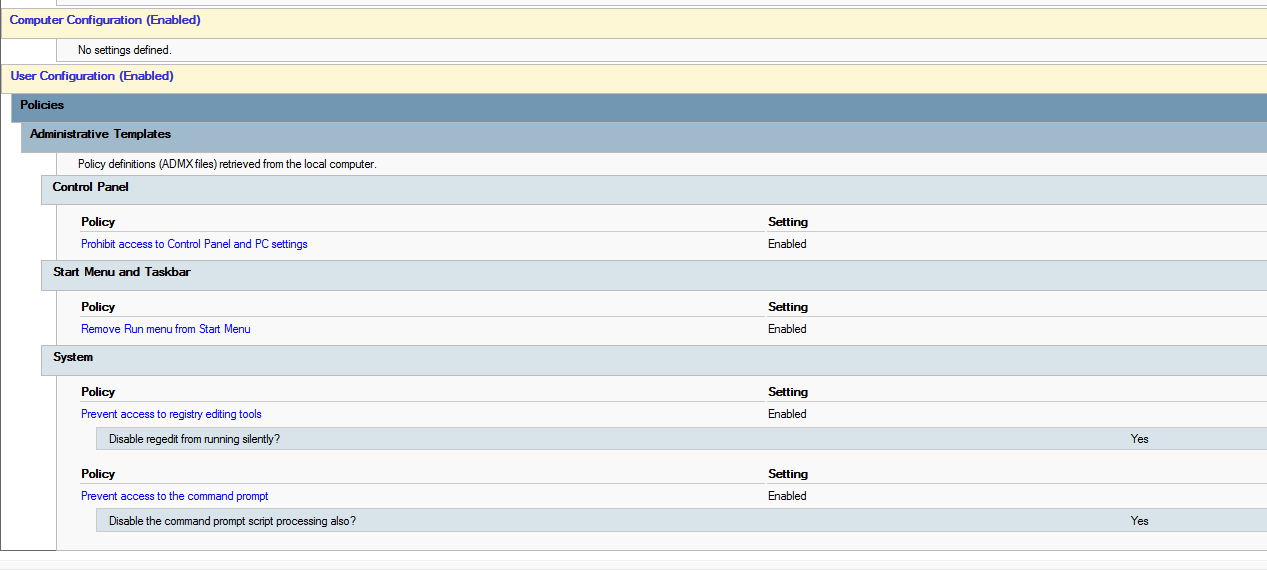 Computer Configuration (Enabled)
No settings defined.
User Configuration (Enabled)
Policies
Administrative Templates
Policy definitions (ADMX files) retrieved from the local computer.
Control Panel
Policy Setting
Prohibit access to Control Panel and PC settings Enabled
Start Menu and Taskbar
Policy Setting
Remove Run menu from Start Menu Enabled
System
Policy Setting
Prevent access to registry editing tools Enabled
Disable regedit from running silently? Yes
Policy Setting
Prevent access to the command prompt Enabled
Disable the command prompt script processing also? Yes